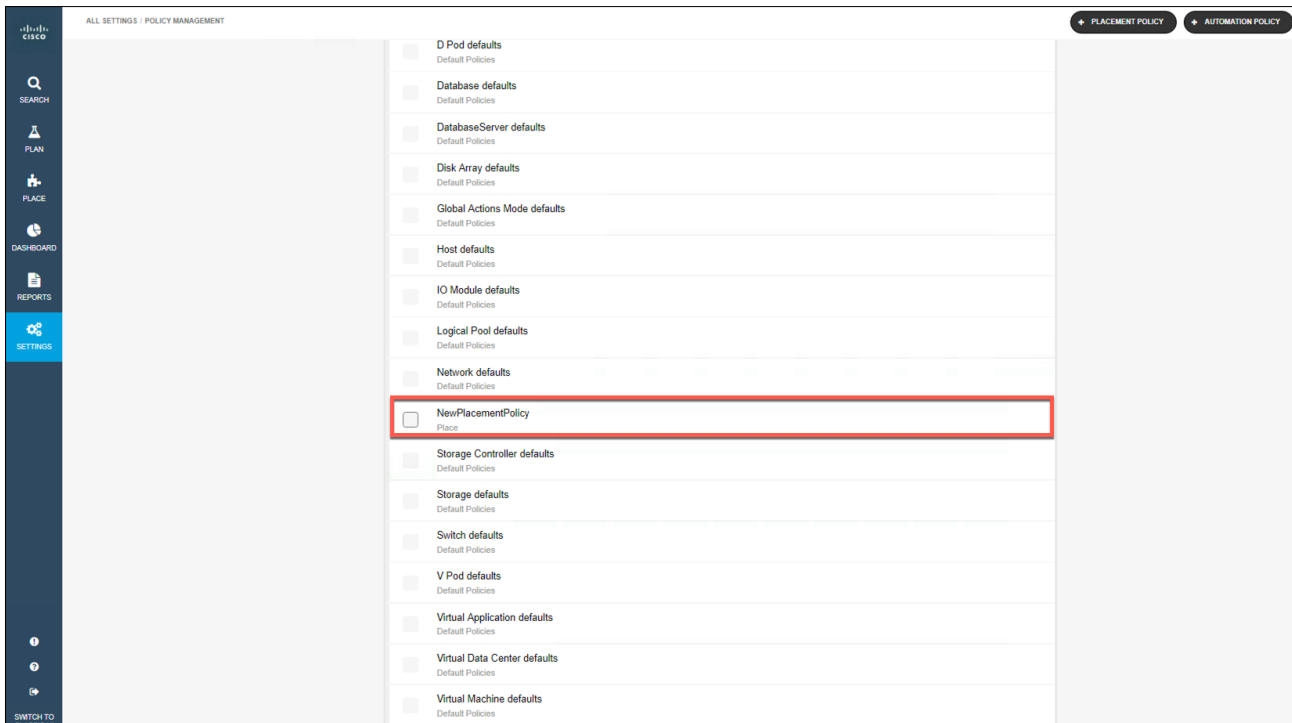 CISCO
ALL SETTINGS / POLICY MANAGEMENT
+ PLACEMENT POLICY
+ AUTOMATION POLICY
SEARCH
PLAN
PLACE
DASHBOARD
REPORTS
SETTINGS
SWITCH TO
D Pod defaults
Default Policies
Database defaults
Default Policies
DatabaseServer defaults
Default Policies
Disk Array defaults
Default Policies
Global Actions Mode defaults
Default Policies
Host defaults
Default Policies
IO Module defaults
Default Policies
Logical Pool defaults
Default Policies
Network defaults
Default Policies
NewPlacementPolicy
Place
Storage Controller defaults
Default Policies
Storage defaults
Default Policies
Switch defaults
Default Policies
V Pod defaults
Default Policies
Virtual Application defaults
Default Policies
Virtual Data Center defaults
Default Policies
Virtual Machine defaults
Default Policies